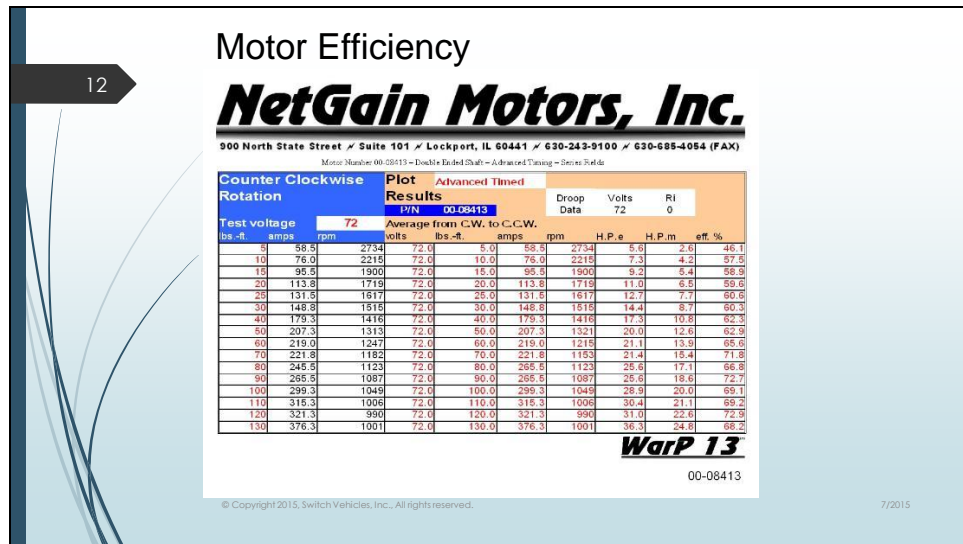 Motor Efficiency
12
NetGain Motors, Inc.
900 North State Street / Suite 101 / Lockport, IL 60441 / 630-243-9100 / 630-685-4054 (FAX)
Motor Number 00-08413 – Double Ended Shaft – Advanced Timing – Series Fields
Counter Clockwise Plot Advanced Timed
Rotation Results Droop Volts Ri
P/N 00-08413 Data 72 0
Test voltage 72 Average from C.W. to C.C.W.
lbs.-ft. amps rpm volts lbs.-ft. amps rpm H.P.e H.P.m eff. %
5 58.5 2734 72.0 5.0 58.5 2734 5.6 2.6 46.1
10 76.0 2215 72.0 10.0 76.0 2215 7.3 4.2 57.5
15 95.5 1900 72.0 15.0 95.5 1900 9.2 5.4 58.9
20 113.8 1719 72.0 20.0 113.8 1719 11.0 6.5 59.6
25 131.5 1617 72.0 25.0 131.5 1617 12.7 7.7 60.6
30 148.8 1515 72.0 30.0 148.8 1515 14.4 8.7 60.3
40 179.3 1416 72.0 40.0 179.3 1416 17.3 10.8 62.3
50 207.3 1313 72.0 50.0 207.3 1321 20.0 12.6 62.9
60 219.0 1247 72.0 60.0 219.0 1215 21.1 13.9 65.6
70 221.8 1182 72.0 70.0 221.8 1153 21.4 15.4 71.8
80 245.5 1123 72.0 80.0 265.5 1123 25.6 17.1 66.8
90 265.5 1087 72.0 90.0 265.5 1087 25.6 18.6 72.7
100 299.3 1049 72.0 100.0 299.3 1049 28.9 20.0 69.1
110 315.3 1006 72.0 110.0 315.3 1006 30.4 21.1 69.2
120 321.3 990 72.0 120.0 321.3 990 31.0 22.6 72.9
130 376.3 1001 72.0 130.0 376.3 1001 36.3 24.8 68.2
WarP 13
00-08413
© Copyright 2015, Switch Vehicles, Inc., All rights reserved.
7/2015